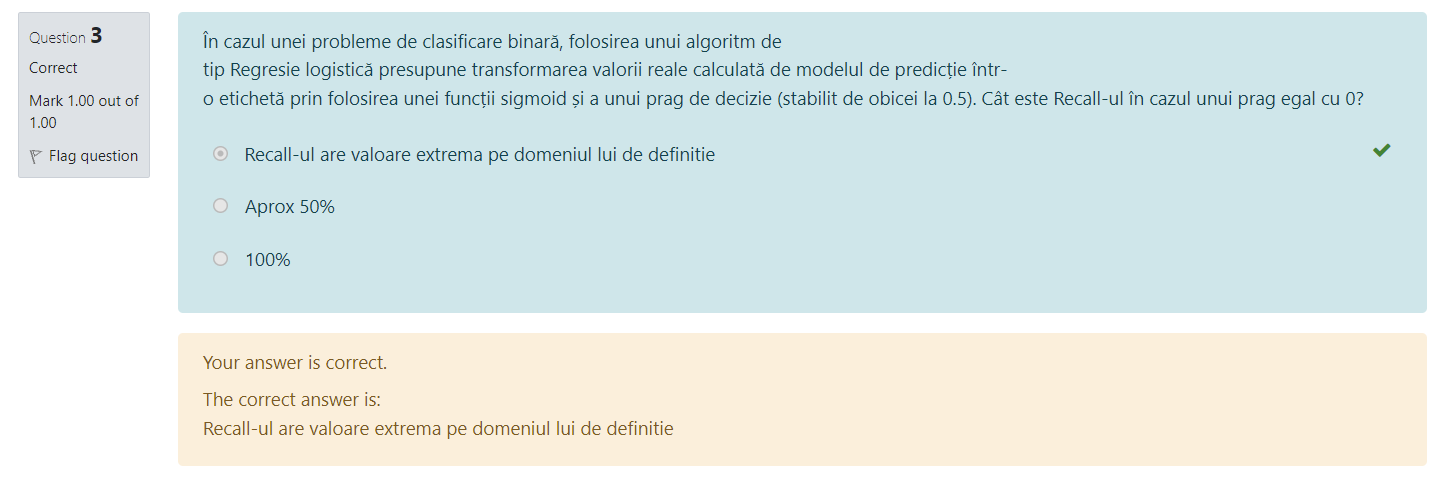 Question 3
Correct
Mark 1.00 out of
1.00
Flag question
În cazul unei probleme de clasificare binară, folosirea unui algoritm de
tip Regresie logistică presupune transformarea valorii reale calculată de modelul de predicție într-
o etichetă prin folosirea unei funcții sigmoid și a unui prag de decizie (stabilit de obicei la 0.5). Cât este Recall-ul în cazul unui prag egal cu 0?
Recall-ul are valoare extrema pe domeniul lui de definitie
Aprox 50%
100%
Your answer is correct.
The correct answer is:
Recall-ul are valoare extrema pe domeniul lui de definitie